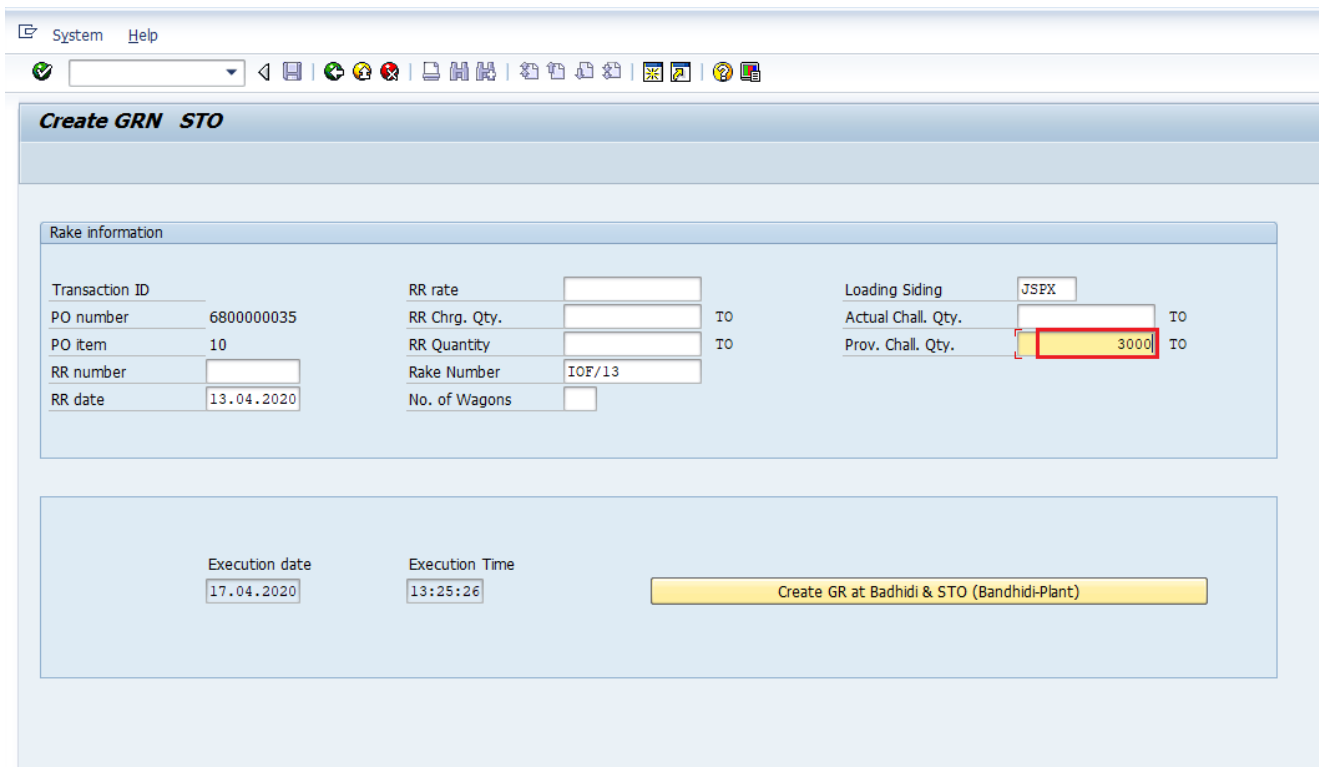 System Help
Create GRN STO
Rake information
Transaction ID RR rate Loading Siding JSPX
PO number 6800000035 RR Chrg. Qty. TO Actual Chall. Qty. TO
PO item 10 RR Quantity TO Prov. Chall. Qty. 3000 TO
RR number Rake Number IOF/13
RR date 13.04.2020 No. of Wagons
Execution date Execution Time
17.04.2020 13:25:26 Create GR at Badhidi & STO (Bandhidi-Plant)